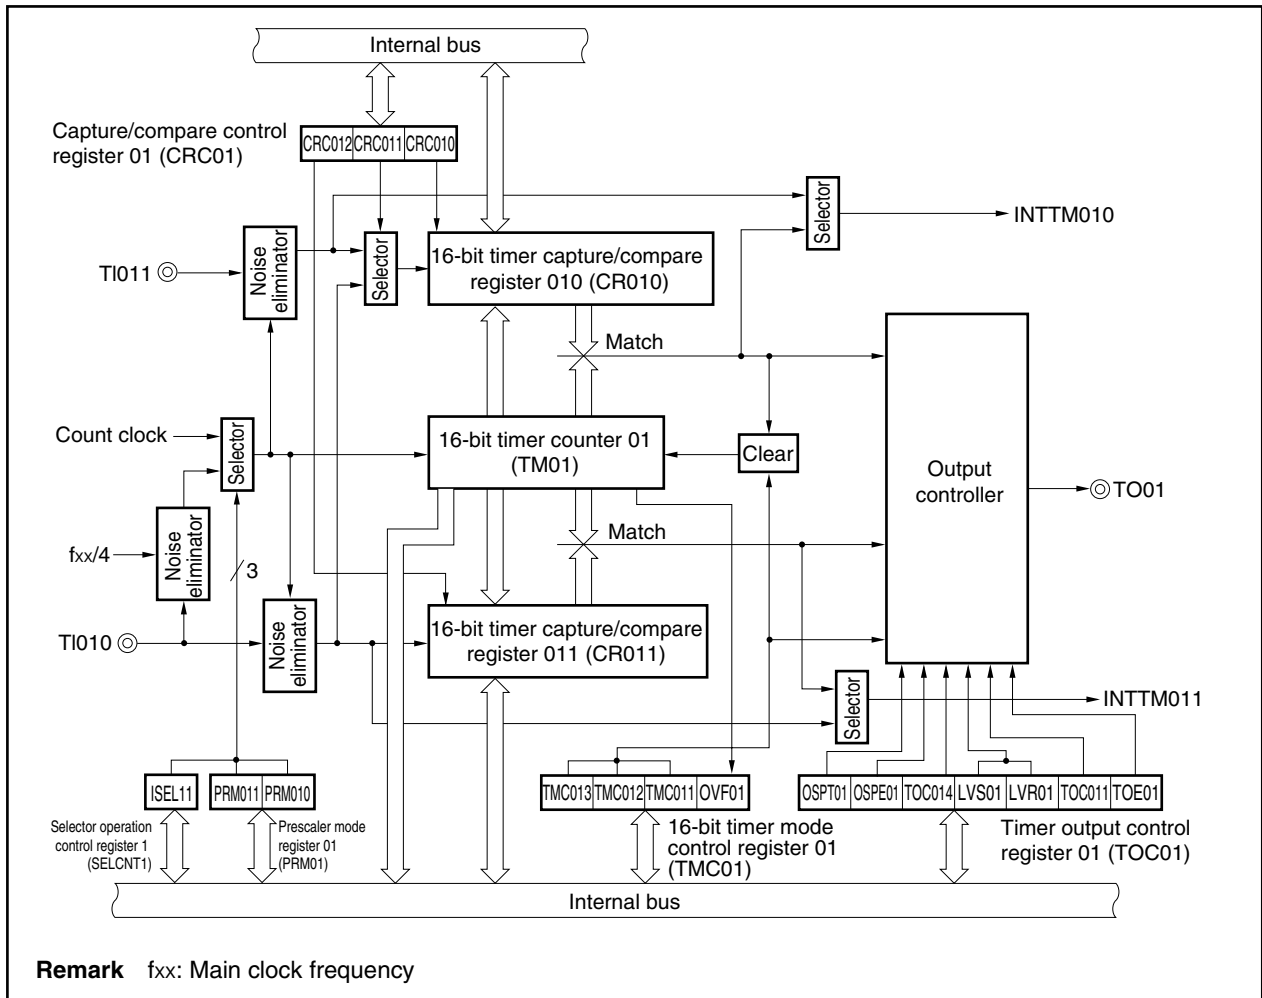 Internal bus
Capture/compare control
register 01 (CRC01)
CRC012 CRC011 CRC010
Selector
INTTM010
TI011
Noise
eliminator
Selector
16-bit timer capture/compare
register 010 (CR010)
Match
Count clock
Selector
16-bit timer counter 01
(TM01)
Clear
Output
controller
TO01
fxx/4
Noise
eliminator
3
Match
TI010
Noise
eliminator
16-bit timer capture/compare
register 011 (CR011)
Selector
INTTM011
ISEL11
PRM011 PRM010
TMC013 TMC012 TMC011 OVF01
OSPT01 OSPE01 TOC014 LVS01 LVR01 TOC011 TOE01
Selector operation
control register 1
(SELCNT1)
Prescaler mode
register 01
(PRM01)
16-bit timer mode
control register 01
(TMC01)
Timer output control
register 01 (TOC01)
Internal bus
Remark fxx: Main clock frequency